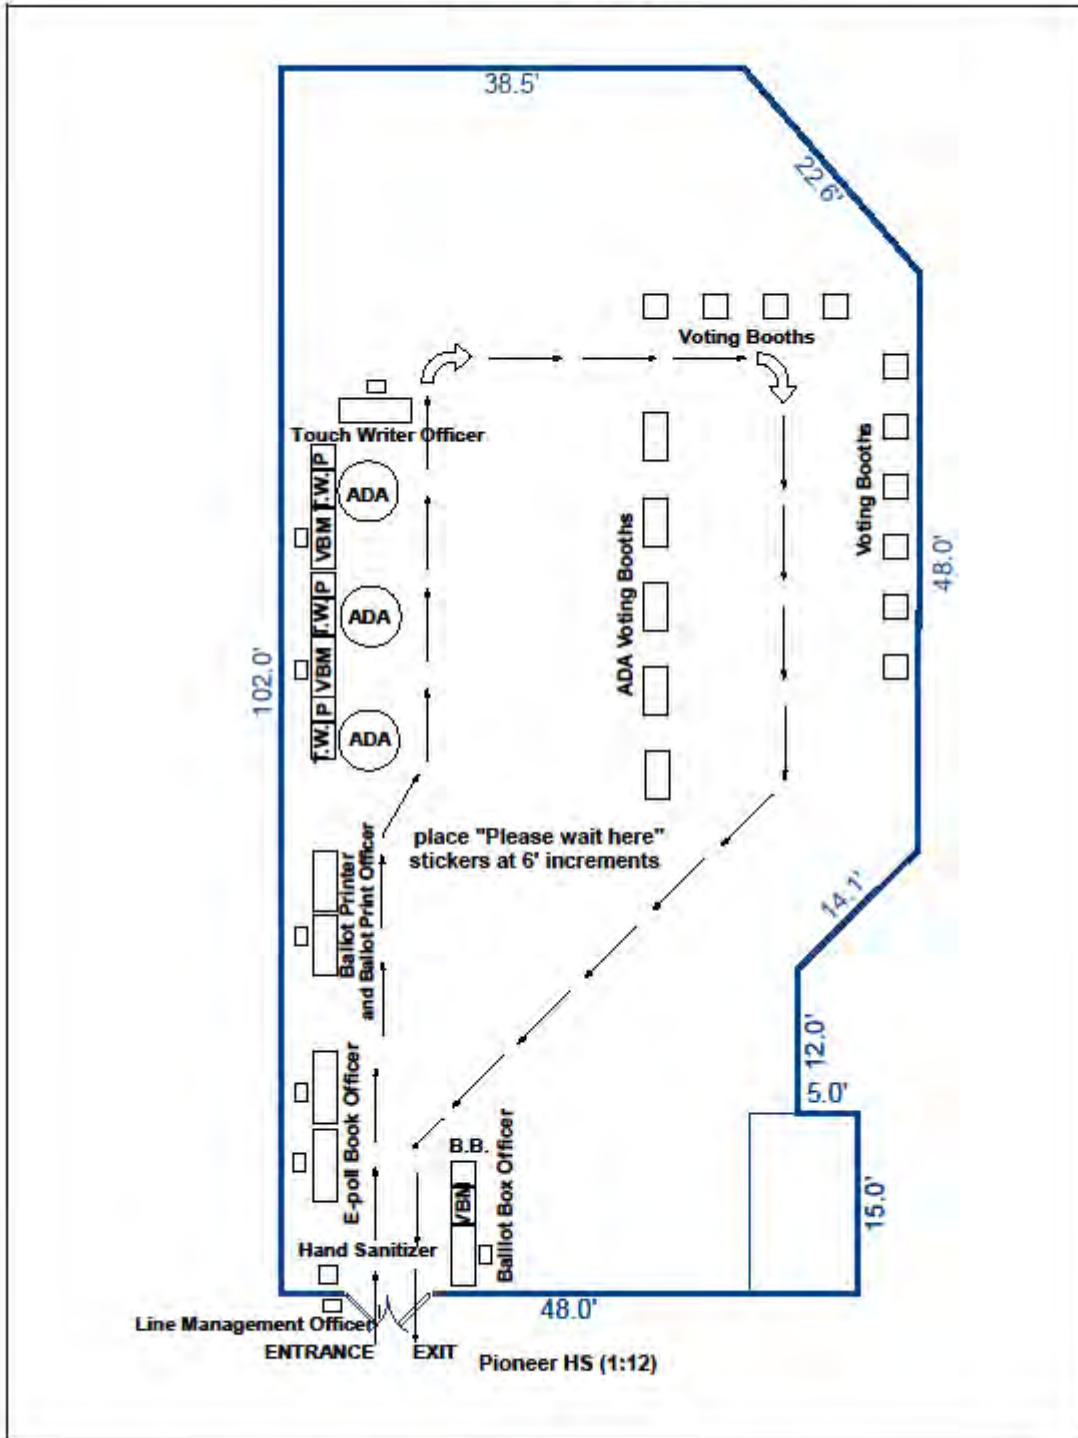 38.5'
22.6'
Voting Booths
Touch Writer Officer
T.W. P
ADA
VBM
Voting Booths
48.0'
T.W. P
ADA
VBM
ADA Voting Booths
102.0'
T.W. P
ADA
place "Please wait here"
stickers at 6' increments
Ballot Printer
and Ballot Print Officer
14.1'
12.0'
5.0'
E-poll Book Officer
B.B.
VBM
Balllot Box Officer
15.0'
Hand Sanitizer
48.0'
Line Management Officer
ENTRANCE
EXIT
Pioneer HS (1:12)